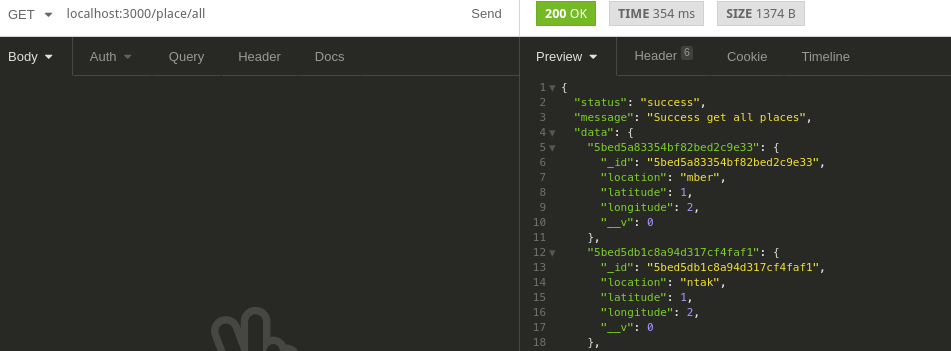 GET localhost:3000/place/all Send 200 OK TIME 354 ms SIZE 1374 B
Body Auth Query Header Docs Preview Header 6 Cookie Timeline
1 {
2 "status": "success",
3 "message": "Success get all places",
4 "data": {
5 "5bed5a83354bf82bed2c9e33": {
6 "_id": "5bed5a83354bf82bed2c9e33",
7 "location": "mber",
8 "latitude": 1,
9 "longitude": 2,
10 "__v": 0
11 },
12 "5bed5db1c8a94d317cf4faf1": {
13 "_id": "5bed5db1c8a94d317cf4faf1",
14 "location": "ntak",
15 "latitude": 1,
16 "longitude": 2,
17 "__v": 0
18 },